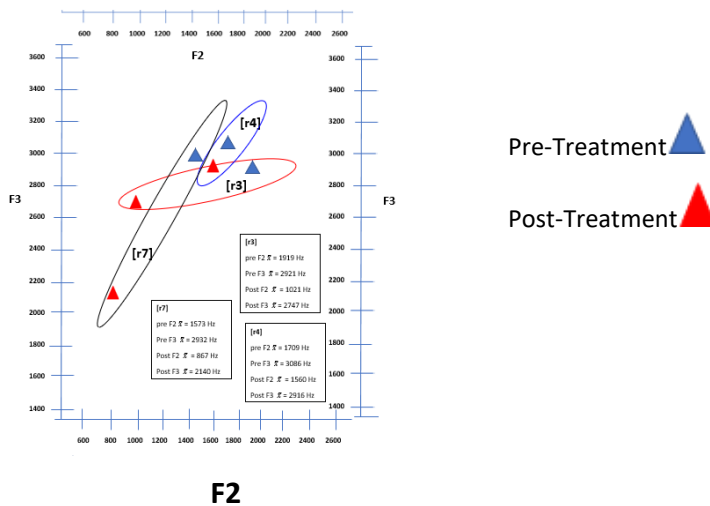 600 800 1000 1200 1400 1600 1800 2000 2200 2400 2600
F2
3600 3600
3400 3400
3200 3200
[r4]
3000 3000
Pre-Treatment
2800 2800
[r3]
F3 F3
Post-Treatment
2600 2600
2400 2400
[r7]
2200 2200
2000 2000
1800 1800
1600 1600
1400 1400
[r3]
pre F2 x̄ = 1919 Hz
Pre F3 x̄ = 2921 Hz
Post F2 x̄ = 1021 Hz
Post F3 x̄ = 2747 Hz
[r7]
pre F2 x̄ = 1573 Hz
Pre F3 x̄ = 2932 Hz
Post F2 x̄ = 867 Hz
Post F3 x̄ = 2140 Hz
[r4]
pre F2 x̄ = 1709 Hz
Pre F3 x̄ = 3086 Hz
Post F2 x̄ = 1560 Hz
Post F3 x̄ = 2916 Hz
600 800 1000 1200 1400 1600 1800 2000 2200 2400 2600
F2